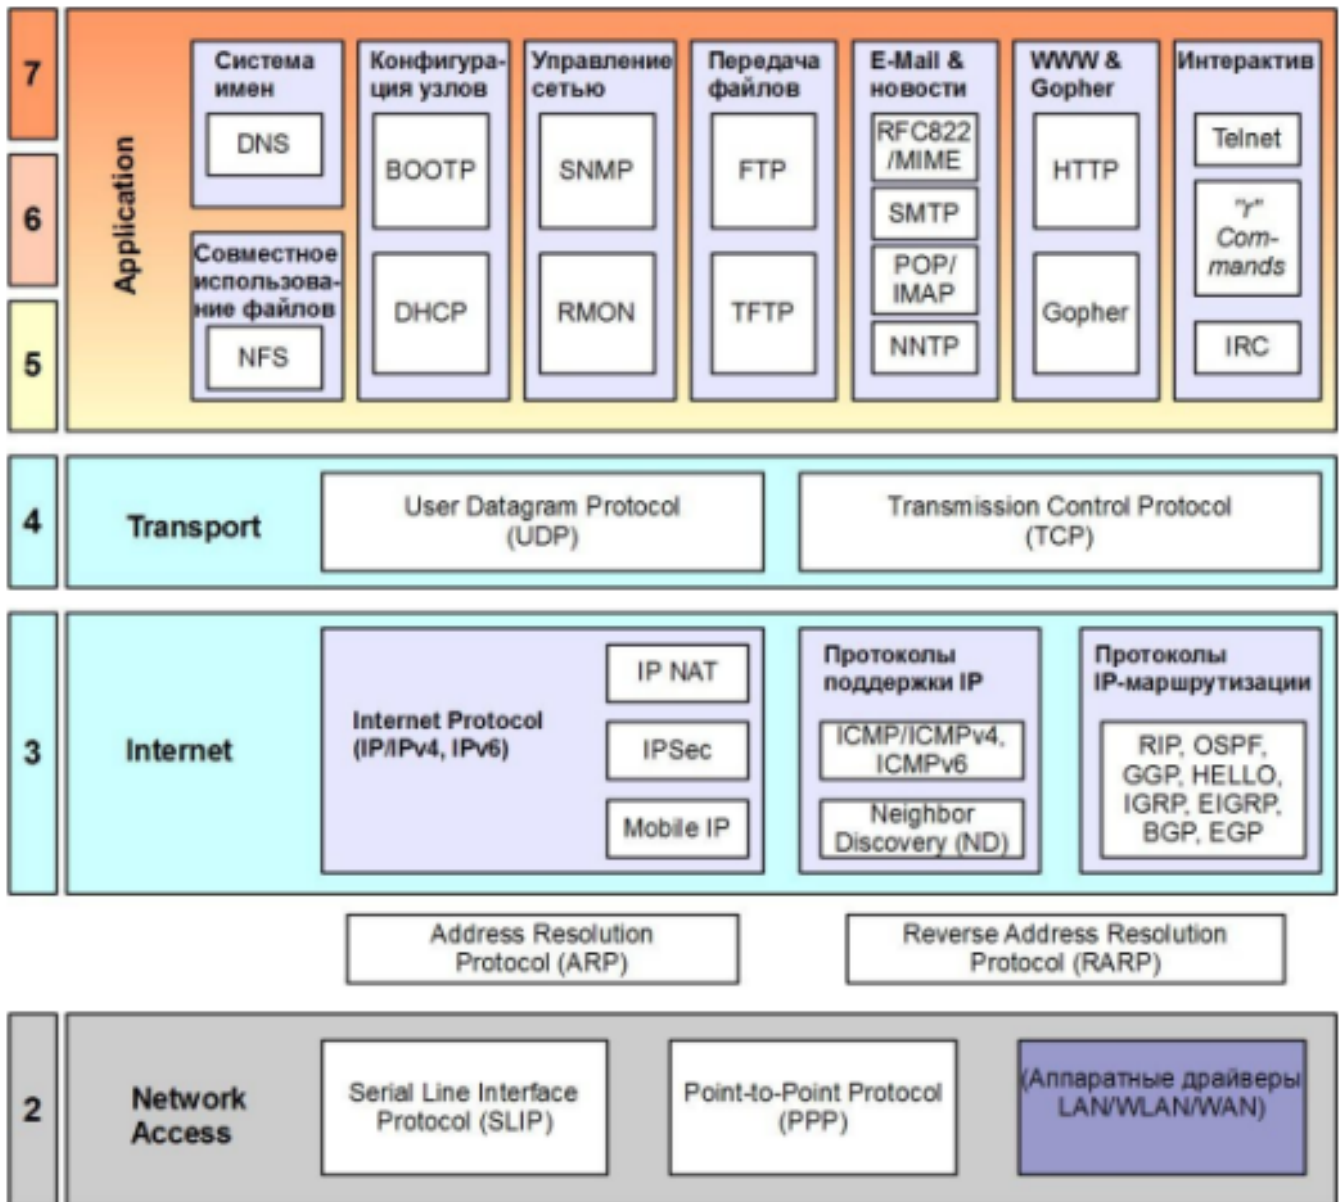 7
6
5
Application
Система
имен
DNS
Совместное
использова-
ние файлов
NFS
Конфигура-
ция узлов
BOOTP
DHCP
Управление
сетью
SNMP
RMON
Передача
файлов
FTP
TFTP
E-Mail &
новости
RFC822
/MIME
SMTP
POP/
IMAP
NNTP
WWW &
Gopher
HTTP
Gopher
Интерактив
Telnet
"r"
Com-
mands
IRC
4
Transport
User Datagram Protocol
(UDP)
Transmission Control Protocol
(TCP)
3
Internet
Internet Protocol
(IP/IPv4, IPv6)
IP NAT
IPSec
Mobile IP
Протоколы
поддержки IP
ICMP/ICMPv4,
ICMPv6
Neighbor
Discovery (ND)
Протоколы
IP-маршрутизации
RIP, OSPF,
GGP, HELLO,
IGRP, EIGRP,
BGP, EGP
Address Resolution
Protocol (ARP)
Reverse Address Resolution
Protocol (RARP)
2
Network
Access
Serial Line Interface
Protocol (SLIP)
Point-to-Point Protocol
(PPP)
(Аппаратные драйверы
LAN/WLAN/WAN)